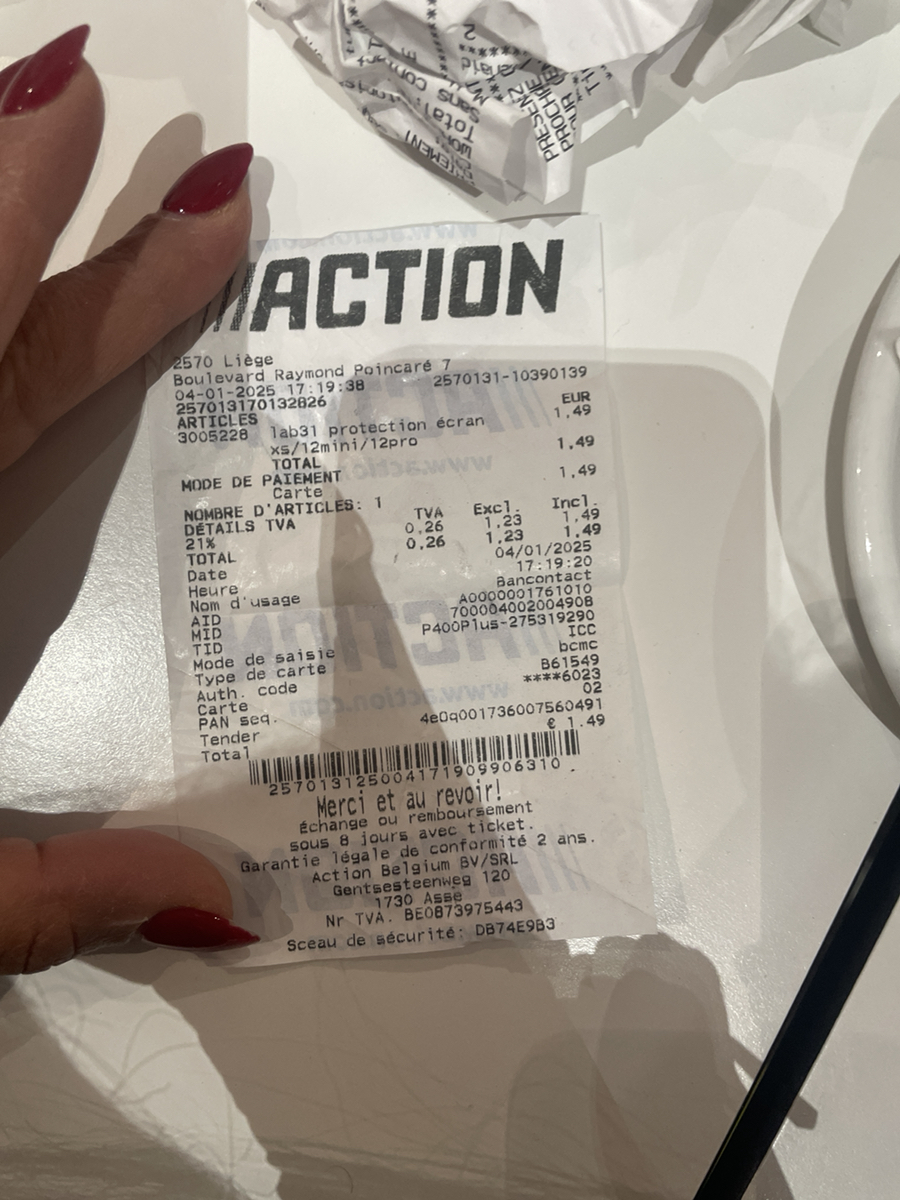 2
ACTION
2570 Liège
Boulevard Raymond Poincaré 7
04-01-2025 17:19:38 2570131-10390139
257013170132826
ARTICLES EUR
3005228 lab31 protection écran 1,49
xs/12mini/12pro
TOTAL 1,49
MODE DE PAIEMENT
Carte 1,49
NOMBRE D'ARTICLES: 1
DÉTAILS TVA TVA Excl. Incl.
21% 0,26 1,23 1,49
TOTAL 0,26 1,23 1,49
Date 04/01/2025
Heure 17:19:20
Nom d'usage Bancontact
AID A0000001761010
MID 700004002004908
TID P400Plus-275319290
Mode de saisie ICC
Type de carte bcmc
Auth. code B61549
Carte ****6023
PAN seq. 02
Tender 4e0q001736007560491
Total € 1.49
257013125004171909906310
Merci et au revoir!
Échange ou remboursement
sous 8 jours avec ticket.
Garantie légale de conformité 2 ans.
Action Belgium BV/SRL
Gentsesteenweg 120
1730 Asse
Nr TVA. BE0873975443
Sceau de sécurité: DB74E9B3